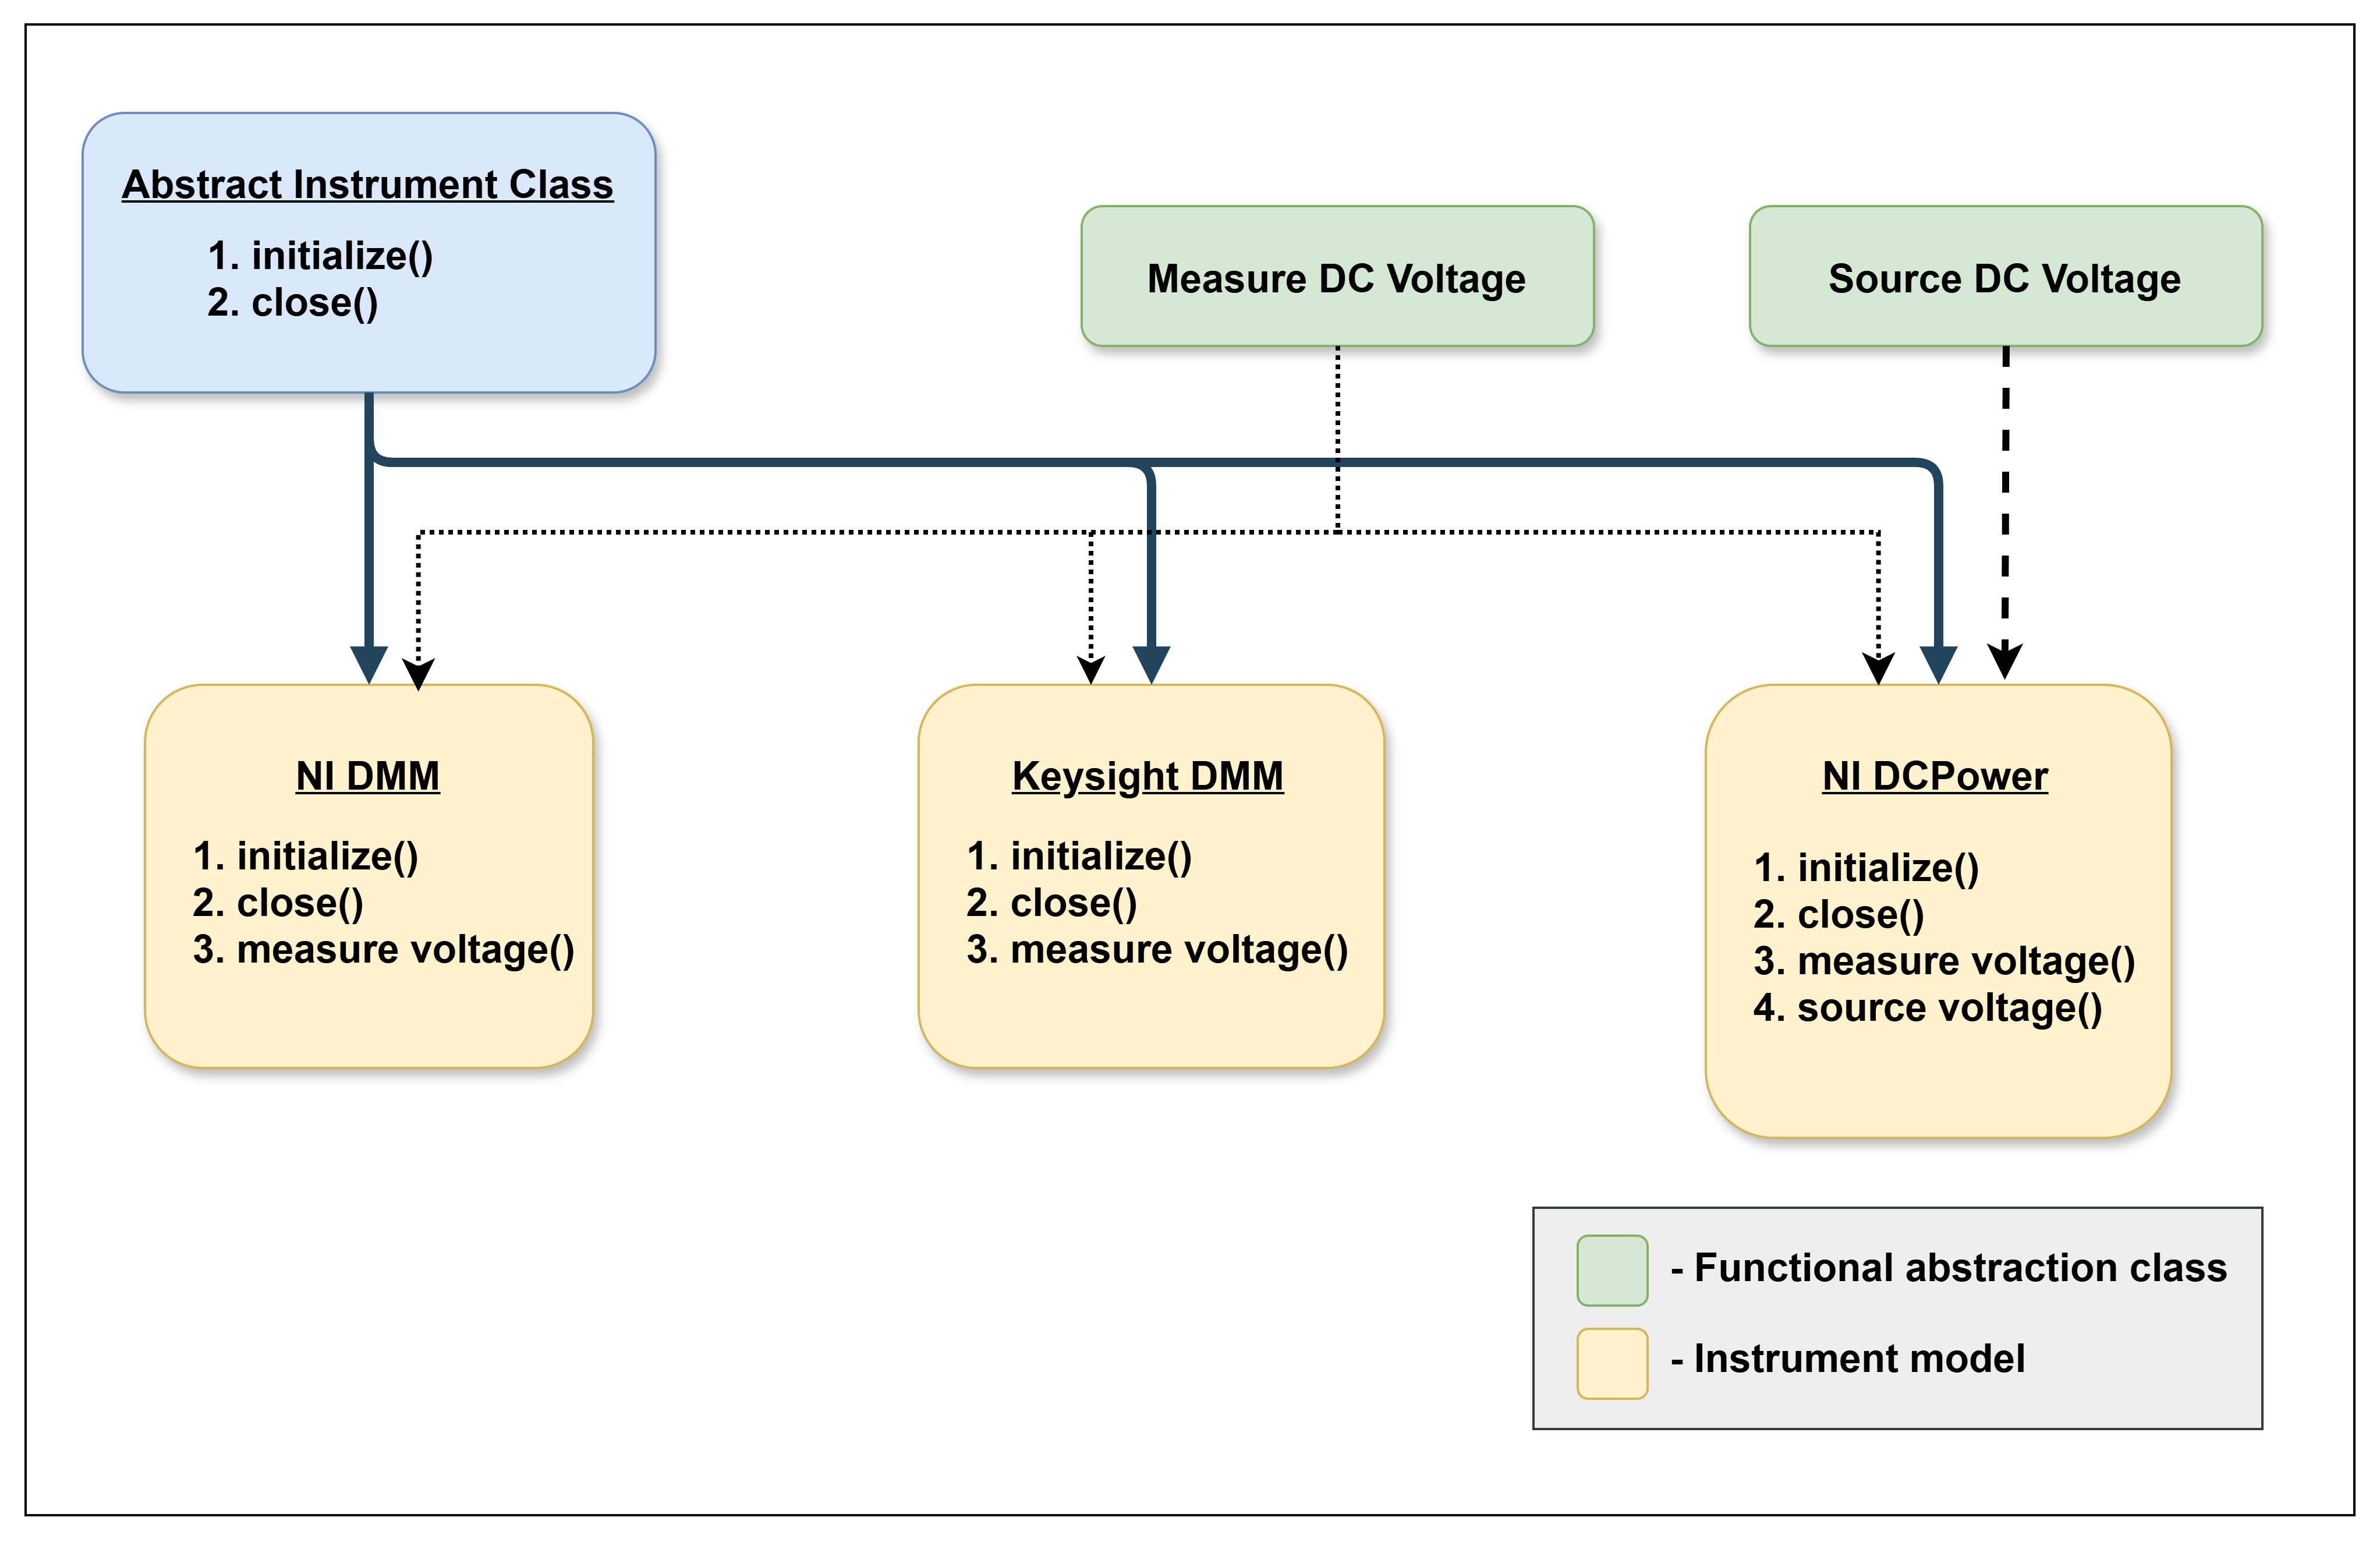 Abstract Instrument Class
1. initialize()
2. close()
Measure DC Voltage
Source DC Voltage
NI DMM
1. initialize()
2. close()
3. measure voltage()
Keysight DMM
1. initialize()
2. close()
3. measure voltage()
NI DCPower
1. initialize()
2. close()
3. measure voltage()
4. source voltage()
- Functional abstraction class
- Instrument model